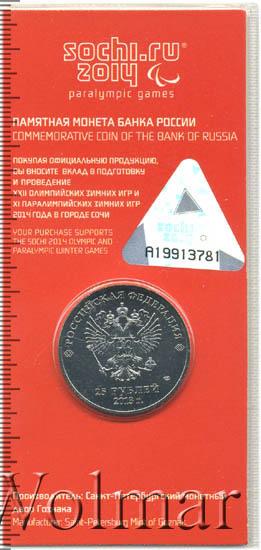 sochi.ru
2014
paralympic games
ПАМЯТНАЯ МОНЕТА БАНКА РОССИИ
COMMEMORATIVE COIN OF THE BANK OF RUSSIA
ПОКУПАЯ ОФИЦИАЛЬНУЮ ПРОДУКЦИЮ,
ВЫ ВНОСИТЕ ВКЛАД В ПОДГОТОВКУ
И ПРОВЕДЕНИЕ
XXII ОЛИМПИЙСКИХ ЗИМНИХ ИГР И
XI ПАРАЛИМПИЙСКИХ ЗИМНИХ ИГР
2014 ГОДА В ГОРОДЕ СОЧИ
YOUR PURCHASE SUPPORTS
THE SOCHI 2014 OLYMPIC AND
PARALYMPIC WINTER GAMES
sochi
2014
A19913781
РОССИЙСКАЯ ФЕДЕРАЦИЯ
25 РУБЛЕЙ
2013 г.
Volmar
Производитель: Санкт-Петербургский монетный
двор Гознака
Manufacturer: Saint-Petersburg Mint of Goznak